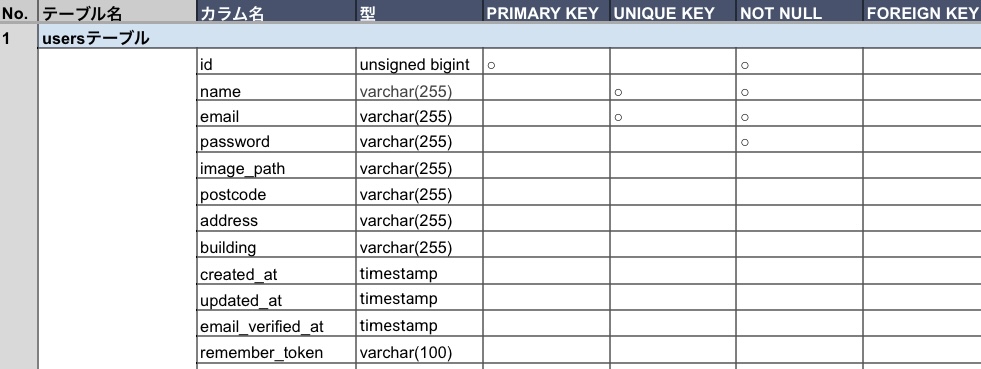 No. テーブル名 カラム名 型 PRIMARY KEY UNIQUE KEY NOT NULL FOREIGN KEY
1 usersテーブル
id unsigned bigint ○ ○
name varchar(255) ○ ○
email varchar(255) ○ ○
password varchar(255) ○
image_path varchar(255)
postcode varchar(255)
address varchar(255)
building varchar(255)
created_at timestamp
updated_at timestamp
email_verified_at timestamp
remember_token varchar(100)